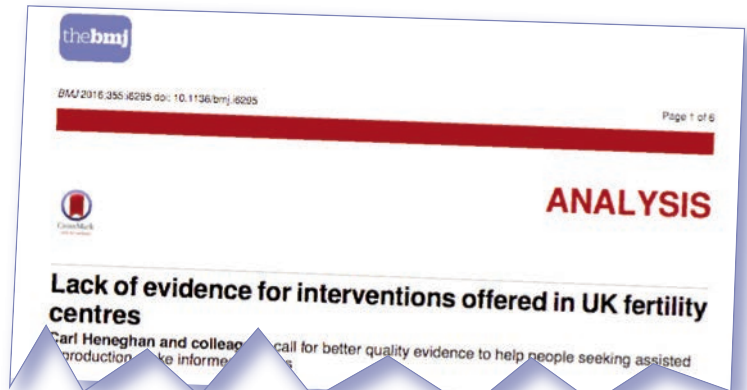 thebmj
BMJ 2016;355:i6295 doi: 10.1136/bmj.i6295
Page 1 of 6
ANALYSIS
CrossMark
Lack of evidence for interventions offered in UK fertility
centres
Carl Heneghan and call for better quality evidence to help people seeking assisted